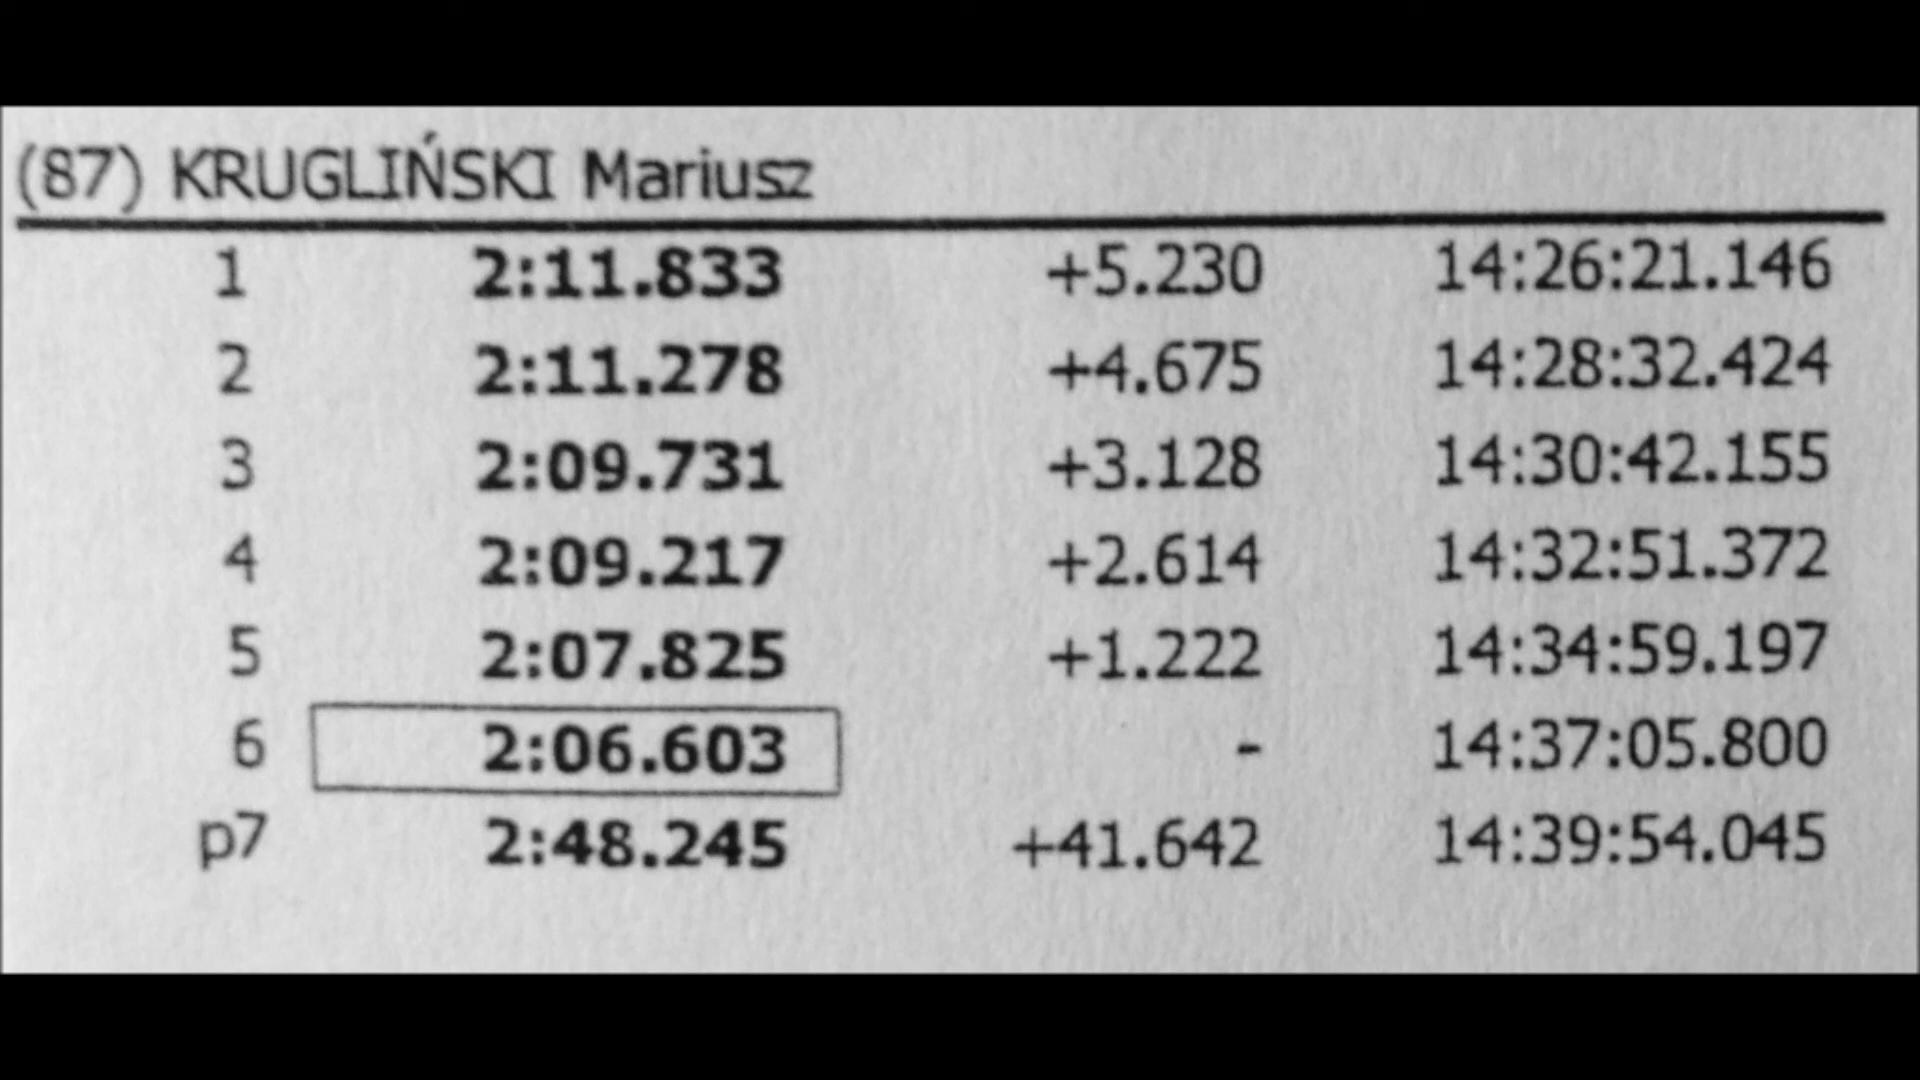 (87) KRUGLIŃSKI Mariusz
1 2:11.833 +5.230 14:26:21.146
2 2:11.278 +4.675 14:28:32.424
3 2:09.731 +3.128 14:30:42.155
4 2:09.217 +2.614 14:32:51.372
5 2:07.825 +1.222 14:34:59.197
6 2:06.603 - 14:37:05.800
p7 2:48.245 +41.642 14:39:54.045